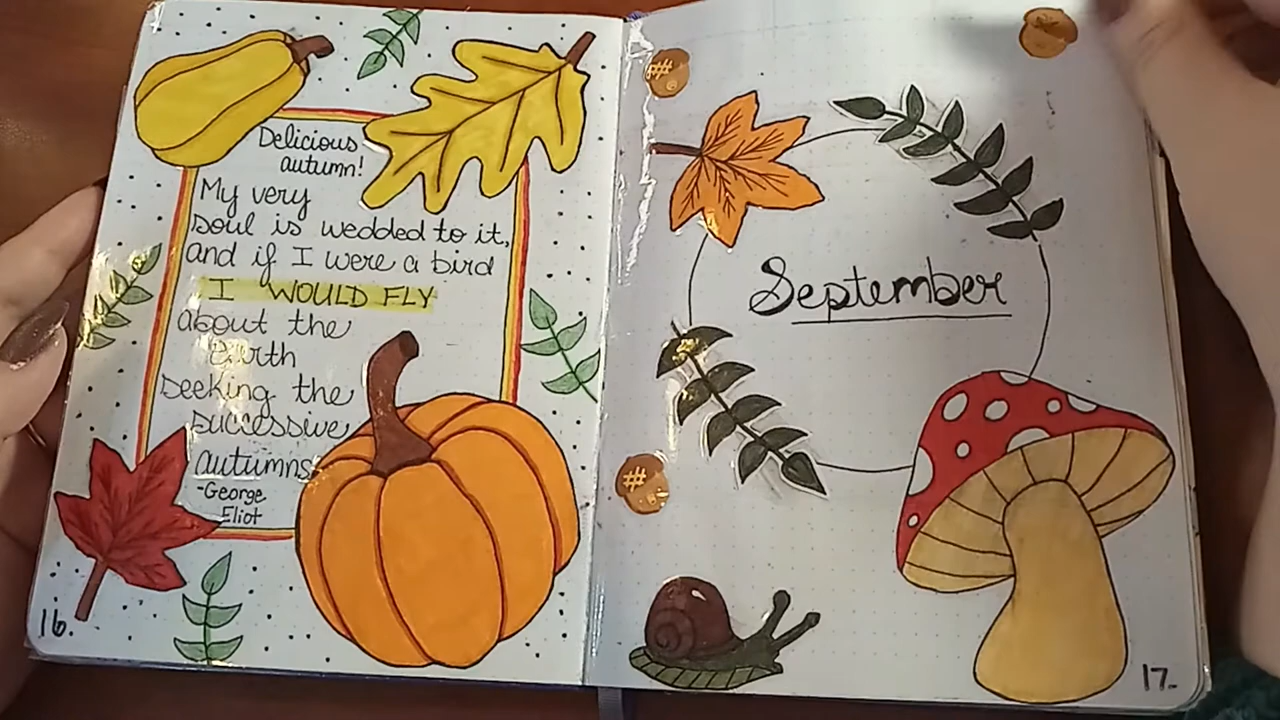 Delicious
autumn!
My very
soul is wedded to it,
and if I were a bird
I WOULD FLY
about the
Earth
seeking the
successive
autumns
-George
Eliot
16.
September
17.